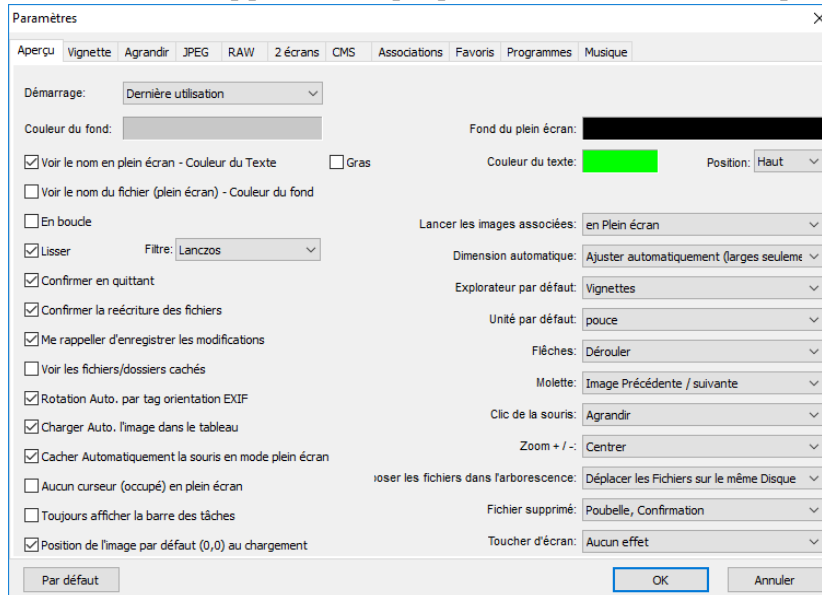 Paramètres
Aperçu Vignette Agrandir JPEG RAW 2 écrans CMS Associations Favoris Programmes Musique
Démarrage: Dernière utilisation
Couleur du fond: Fond du plein écran:
Voir le nom en plein écran - Couleur du Texte Gras Couleur du texte: Position: Haut
Voir le nom du fichier (plein écran) - Couleur du fond
En boucle Lancer les images associées: en Plein écran
Lisser Filtre: Lanczos Dimension automatique: Ajuster automatiquement (larges seuleme
Confirmer en quittant Explorateur par défaut: Vignettes
Confirmer la reécriture des fichiers Unité par défaut: pouce
Me rappeller d'enregistrer les modifications Flêches: Dérouler
Voir les fichiers/dossiers cachés Molette: Image Précédente / suivante
Rotation Auto. par tag orientation EXIF Clic de la souris: Agrandir
Charger Auto. l'image dans le tableau Zoom + / -: Centrer
Cacher Automatiquement la souris en mode plein écran oser les fichiers dans l'arborescence: Déplacer les Fichiers sur le même Disque
Aucun curseur (occupé) en plein écran Fichier supprimé: Poubelle, Confirmation
Toujours afficher la barre des tâches Toucher d'écran: Aucun effet
Position de l'image par défaut (0,0) au chargement
Par défaut OK Annuler